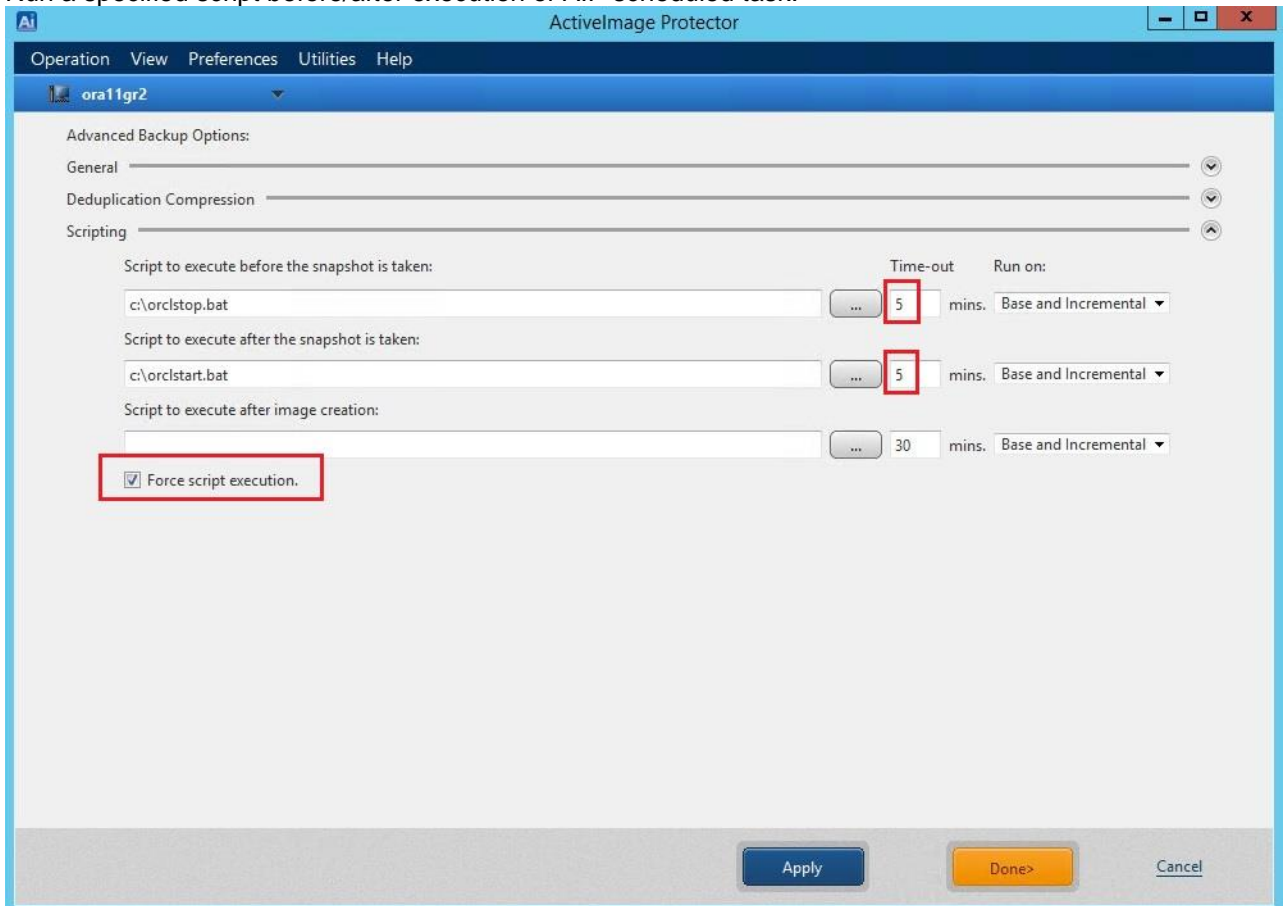 Ai ActiveImage Protector
Operation View Preferences Utilities Help
ora11gr2
Advanced Backup Options:
General
Deduplication Compression
Scripting
Script to execute before the snapshot is taken: Time-out Run on:
c:\orclstop.bat ... 5 mins. Base and Incremental
Script to execute after the snapshot is taken:
c:\orclstart.bat ... 5 mins. Base and Incremental
Script to execute after image creation:
... 30 mins. Base and Incremental
Force script execution.
Apply Done> Cancel